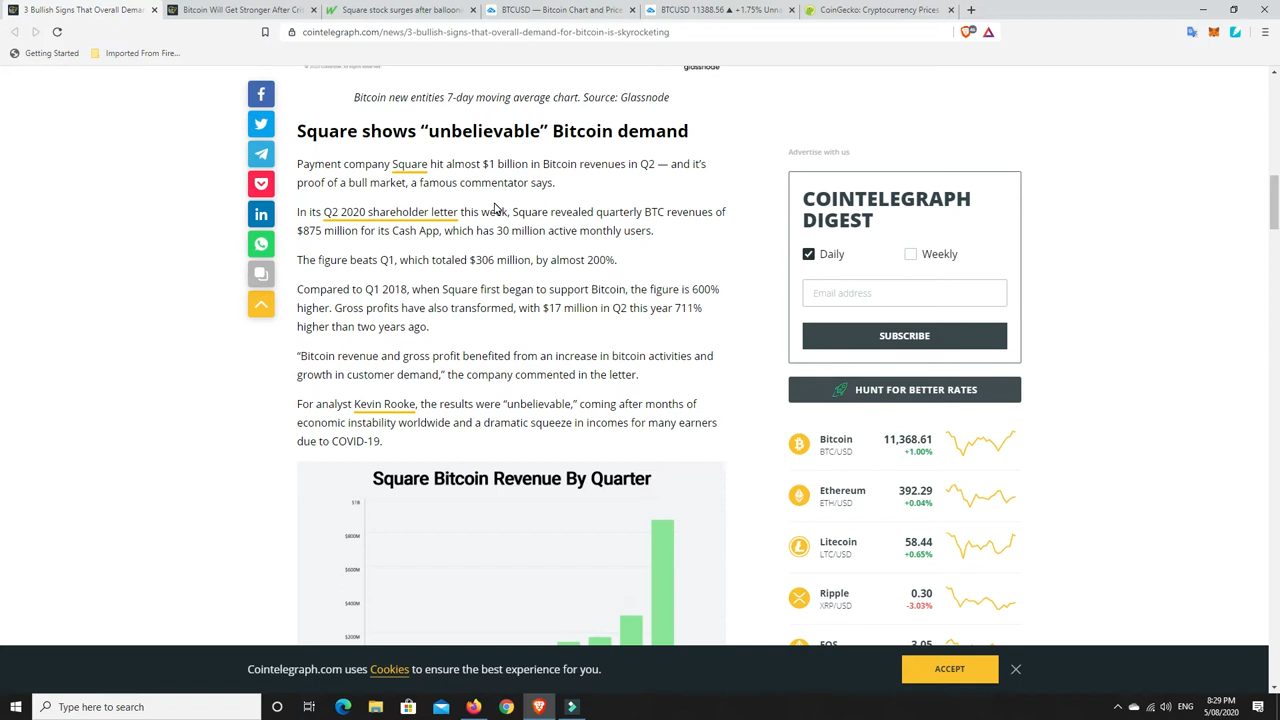 3 Bullish Signs That Overall Demand
Bitcoin Will Get Stronger After Cri
Square stock surges after balloone
BTCUSD — BTC Chart and Price
BTCUSD 11388.56 ▲ +1.75% Unn
CoinGecko: Cryptocurrency Prices
cointelegraph.com/news/3-bullish-signs-that-overall-demand-for-bitcoin-is-skyrocketing
Getting Started
Imported From Fire...
glassnode
Bitcoin new entities 7-day moving average chart. Source: Glassnode
Square shows “unbelievable” Bitcoin demand
Payment company Square hit almost $1 billion in Bitcoin revenues in Q2 — and it’s
proof of a bull market, a famous commentator says.
In its Q2 2020 shareholder letter this week, Square revealed quarterly BTC revenues of
$875 million for its Cash App, which has 30 million active monthly users.
The figure beats Q1, which totaled $306 million, by almost 200%.
Compared to Q1 2018, when Square first began to support Bitcoin, the figure is 600%
higher. Gross profits have also transformed, with $17 million in Q2 this year 711%
higher than two years ago.
“Bitcoin revenue and gross profit benefited from an increase in bitcoin activities and
growth in customer demand,” the company commented in the letter.
For analyst Kevin Rooke, the results were “unbelievable,” coming after months of
economic instability worldwide and a dramatic squeeze in incomes for many earners
due to COVID-19.
Square Bitcoin Revenue By Quarter
$1B
$800M
$600M
$400M
$200M
Advertise with us
COINTELEGRAPH
DIGEST
Daily
Weekly
Email address
SUBSCRIBE
HUNT FOR BETTER RATES
Bitcoin 11,368.61
BTC/USD +1.00%
Ethereum 392.29
ETH/USD +0.04%
Litecoin 58.44
LTC/USD +0.65%
Ripple 0.30
XRP/USD -3.03%
EOS 3.05
Cointelegraph.com uses Cookies to ensure the best experience for you.
ACCEPT
Type here to search
ENG
8:29 PM
5/08/2020